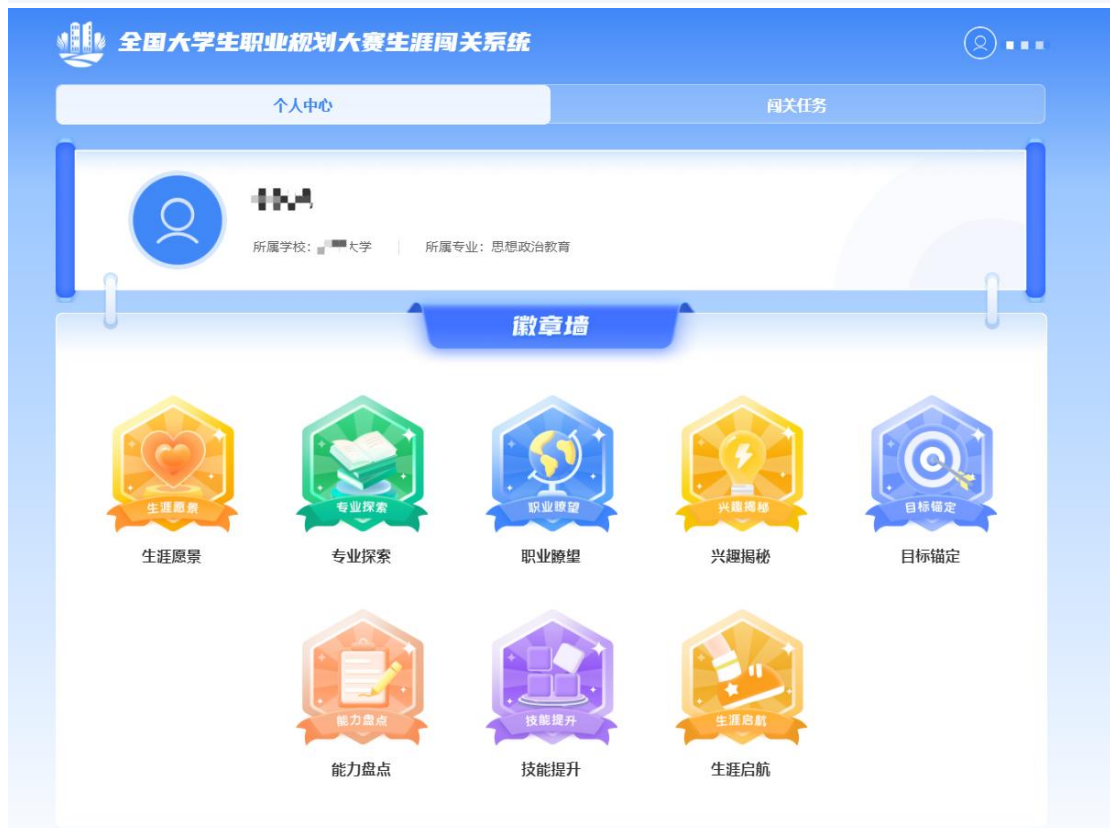 全国大学生职业规划大赛生涯闯关系统
个人中心 闯关任务
所属学校： 大学 所属专业：思想政治教育
徽章墙
生涯愿景 专业探索 职业瞭望 兴趣揭秘 目标锚定
生涯愿景 专业探索 职业瞭望 兴趣揭秘 目标锚定
能力盘点 技能提升 生涯启航
能力盘点 技能提升 生涯启航